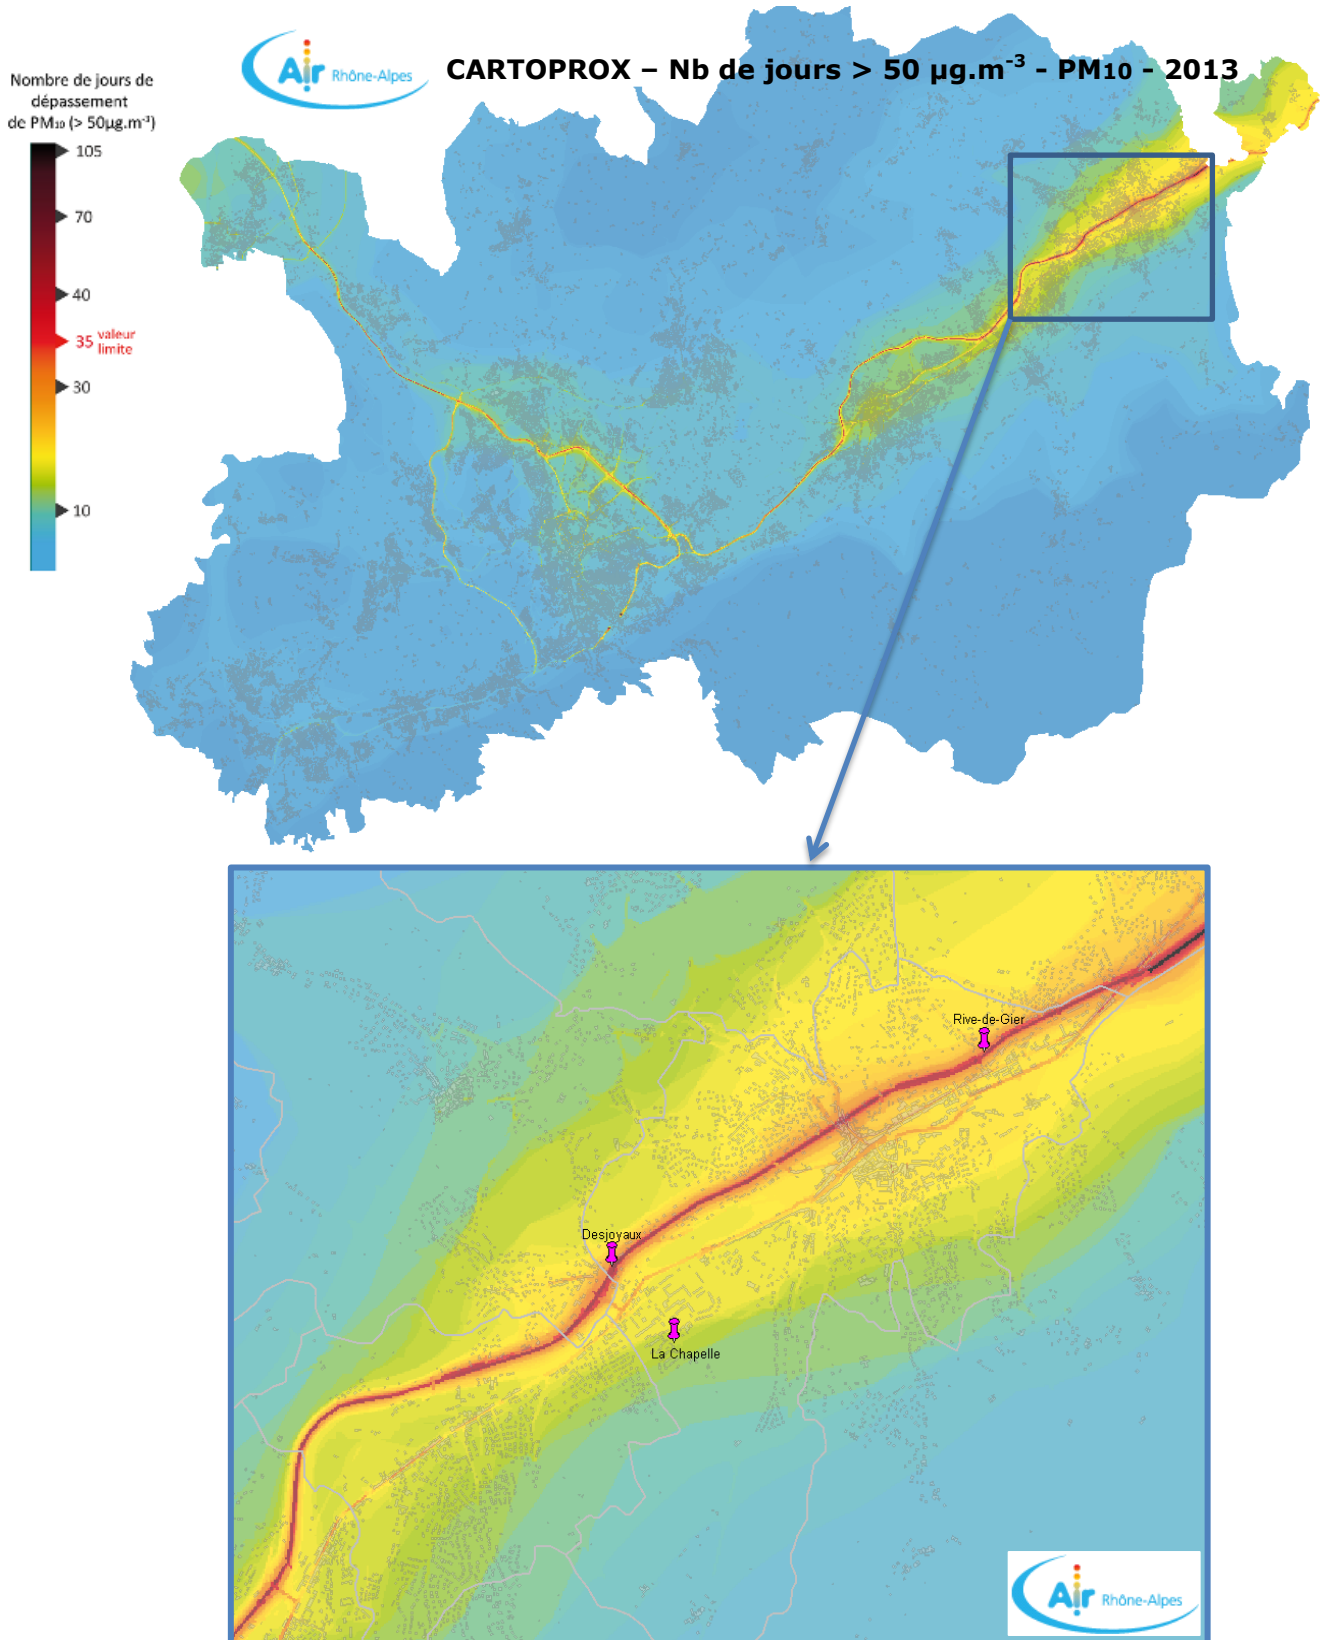 Air Rhône-Alpes
CARTOPROX – Nb de jours > 50 µg.m⁻³ - PM10 - 2013
Nombre de jours de
dépassement
de PM₁₀ (> 50µg.m⁻³)
105
70
40
35 valeur
limite
30
10
Rive-de-Gier
Desjoyaux
La Chapelle
Air Rhône-Alpes